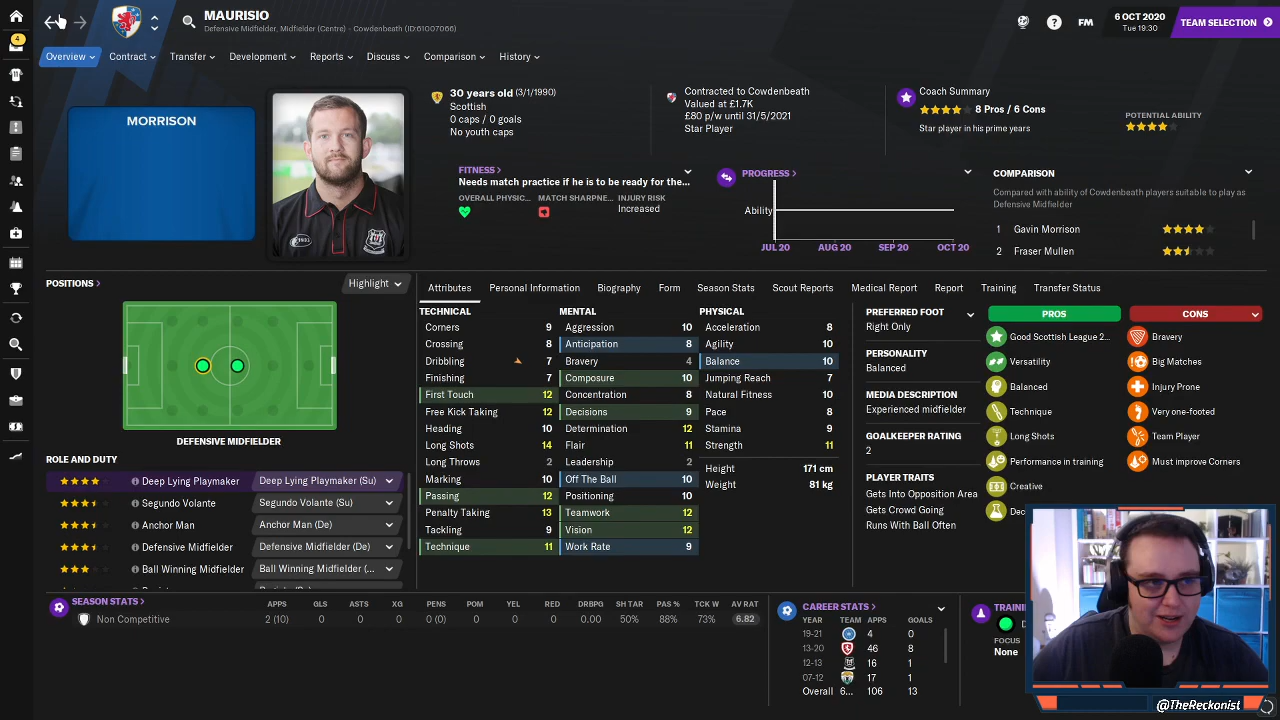 MAURISIO
Defensive Midfielder, Midfielder (Centre) - Cowdenbeath (ID:61007066)
4
FM
6 OCT 2020
Tue 19:30
TEAM SELECTION
Overview
Contract
Transfer
Development
Reports
Discuss
Comparison
History
MORRISON
30 years old (3/1/1990)
Scottish
0 caps / 0 goals
No youth caps
Contracted to Cowdenbeath
Valued at £1.7K
£80 p/w until 31/5/2021
Star Player
Coach Summary
8 Pros / 6 Cons
Star player in his prime years
POTENTIAL ABILITY
FITNESS
Needs match practice if he is to be ready for the...
OVERALL PHYSIC...
MATCH SHARPNE...
INJURY RISK
Increased
PROGRESS
Ability
JUL 20
AUG 20
SEP 20
OCT 20
COMPARISON
Compared with ability of Cowdenbeath players suitable to play as
Defensive Midfielder
1 Gavin Morrison
2 Fraser Mullen
POSITIONS
Highlight
DEFENSIVE MIDFIELDER
ROLE AND DUTY
Deep Lying Playmaker Deep Lying Playmaker (Su)
Segundo Volante Segundo Volante (Su)
Anchor Man Anchor Man (De)
Defensive Midfielder Defensive Midfielder (De)
Ball Winning Midfielder Ball Winning Midfielder (...
Attributes
Personal Information
Biography
Form
Season Stats
Scout Reports
Medical Report
Report
Training
Transfer Status
TECHNICAL
Corners 9
Crossing 8
Dribbling 7
Finishing 7
First Touch 12
Free Kick Taking 12
Heading 10
Long Shots 14
Long Throws 2
Marking 10
Passing 12
Penalty Taking 13
Tackling 9
Technique 11
MENTAL
Aggression 10
Anticipation 8
Bravery 4
Composure 10
Concentration 8
Decisions 9
Determination 12
Flair 11
Leadership 2
Off The Ball 10
Positioning 10
Teamwork 12
Vision 12
Work Rate 9
PHYSICAL
Acceleration 8
Agility 10
Balance 10
Jumping Reach 7
Natural Fitness 10
Pace 8
Stamina 9
Strength 11
Height 171 cm
Weight 81 kg
PREFERRED FOOT
Right Only
PERSONALITY
Balanced
MEDIA DESCRIPTION
Experienced midfielder
GOALKEEPER RATING
2
PLAYER TRAITS
Gets Into Opposition Area
Gets Crowd Going
Runs With Ball Often
PROS
Good Scottish League 2...
Versatility
Balanced
Technique
Long Shots
Performance in training
Creative
Dec
CONS
Bravery
Big Matches
Injury Prone
Very one-footed
Team Player
Must improve Corners
SEASON STATS
APPS GLS ASTS XG PENS POM YEL RED DRBPG SH TAR PAS % TCK W AV RAT
Non Competitive 2 (10) 0 0 0 0 (0) 0 0 0 0.00 50% 88% 73% 6.82
CAREER STATS
YEAR TEAM APPS GOALS
19-21 4 0
13-20 46 8
12-13 16 1
07-12 17 1
Overall 6... 106 13
TRAINI
D
FOCUS
None
@TheReckonist